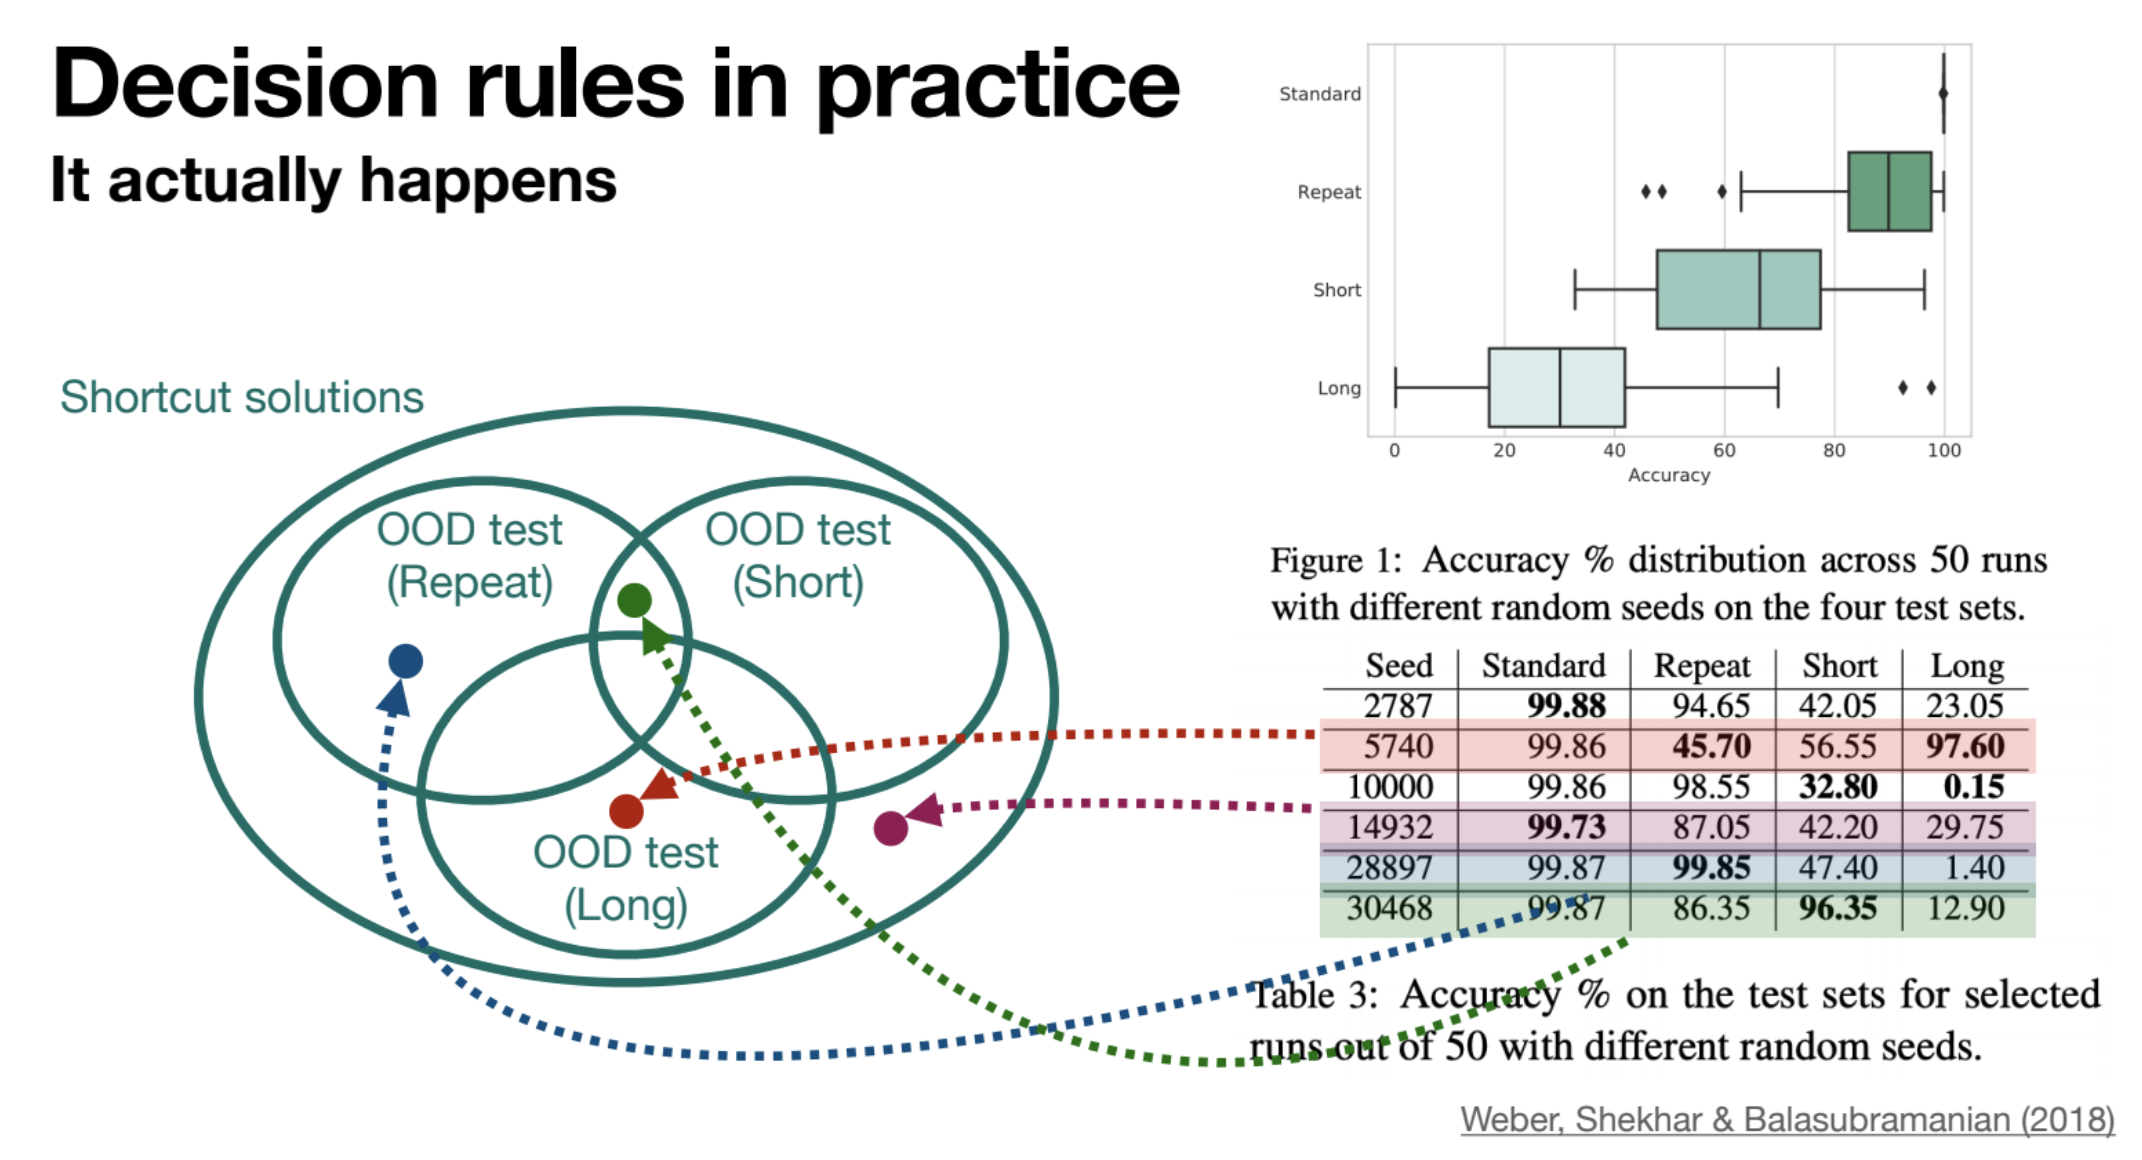 Decision rules in practice
It actually happens
Standard
Repeat
Short
Long
0 20 40 60 80 100
Accuracy
Shortcut solutions
OOD test
(Repeat)
OOD test
(Short)
OOD test
(Long)
Figure 1: Accuracy % distribution across 50 runs
with different random seeds on the four test sets.
Seed Standard Repeat Short Long
2787 99.88 94.65 42.05 23.05
5740 99.86 45.70 56.55 97.60
10000 99.86 98.55 32.80 0.15
14932 99.73 87.05 42.20 29.75
28897 99.87 99.85 47.40 1.40
30468 99.87 86.35 96.35 12.90
Table 3: Accuracy % on the test sets for selected
runs out of 50 with different random seeds.
Weber, Shekhar & Balasubramanian (2018)